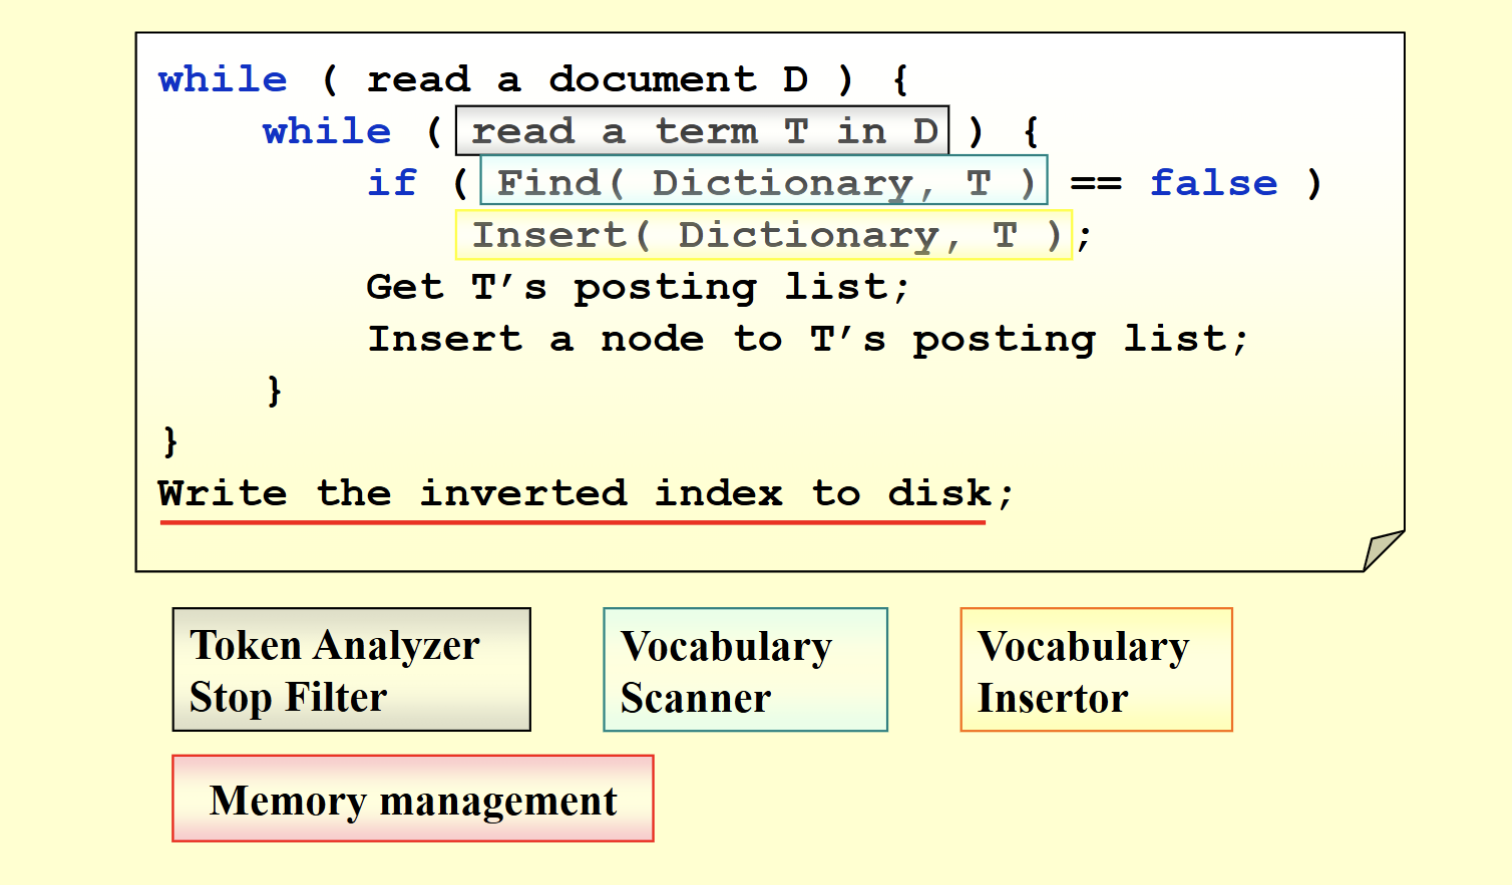 while ( read a document D ) {
while ( read a term T in D ) {
if ( Find( Dictionary, T ) == false )
Insert( Dictionary, T );
Get T’s posting list;
Insert a node to T’s posting list;
}
}
Write the inverted index to disk;
Token Analyzer
Stop Filter
Vocabulary
Scanner
Vocabulary
Insertor
Memory management